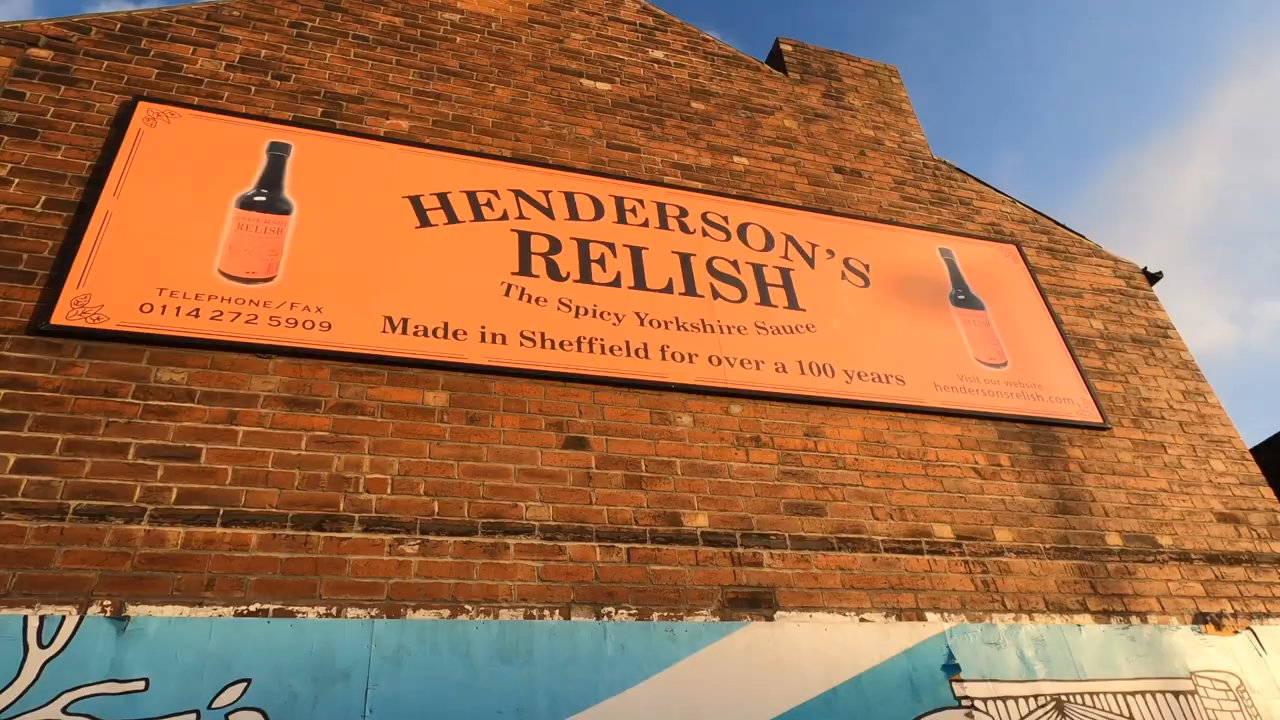 HENDERSON'S
RELISH
The Spicy Yorkshire Sauce
Made in Sheffield for over a 100 years
RELISH
TELEPHONE/FAX
0114 272 5909
Visit our website
hendersonsrelish.com